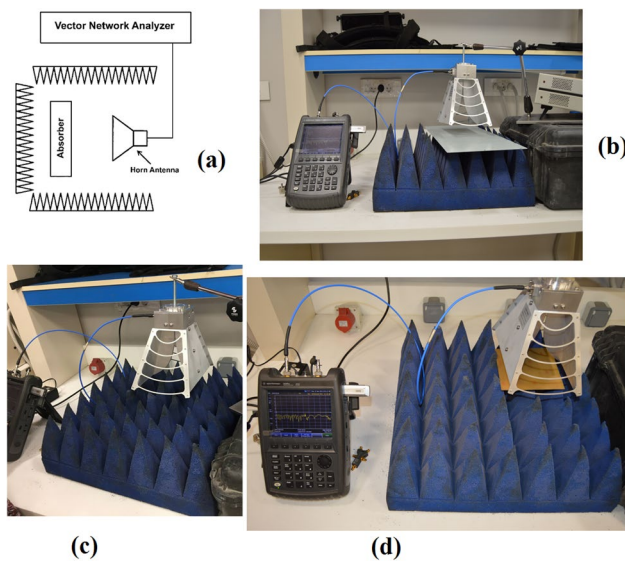 Vector Network Analyzer
Absorber
Horn Antenna
(a)
(b)
(c)
(d)